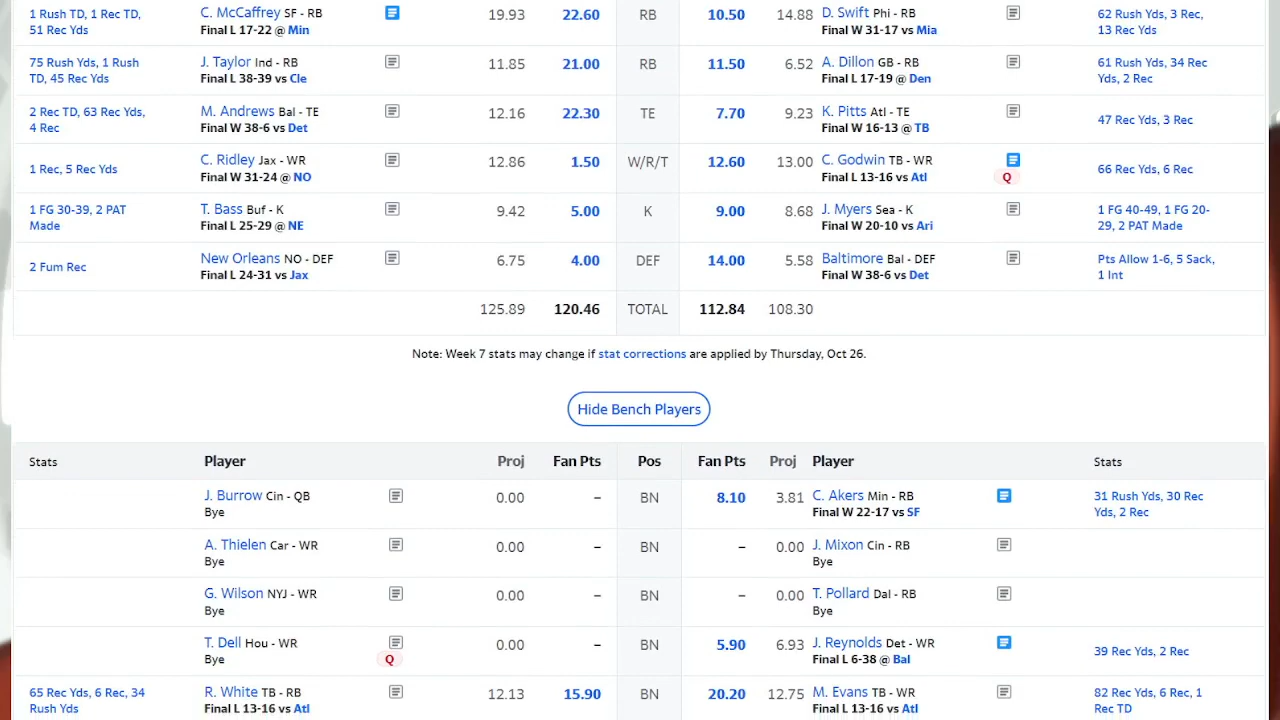 1 Rush TD, 1 Rec TD, C. McCaffrey SF - RB 19.93 22.60 RB 10.50 14.88 D. Swift Phi - RB 62 Rush Yds, 3 Rec,
51 Rec Yds Final L 17-22 @ Min Final W 31-17 vs Mia 13 Rec Yds
75 Rush Yds, 1 Rush J. Taylor Ind - RB 11.85 21.00 RB 11.50 6.52 A. Dillon GB - RB 61 Rush Yds, 34 Rec
TD, 45 Rec Yds Final L 38-39 vs Cle Final L 17-19 @ Den Yds, 2 Rec
2 Rec TD, 63 Rec Yds, M. Andrews Bal - TE 12.16 22.30 TE 7.70 9.23 K. Pitts Atl - TE 47 Rec Yds, 3 Rec
4 Rec Final W 38-6 vs Det Final W 16-13 @ TB
1 Rec, 5 Rec Yds C. Ridley Jax - WR 12.86 1.50 W/R/T 12.60 13.00 C. Godwin TB - WR 66 Rec Yds, 6 Rec
Final W 31-24 @ NO Final L 13-16 vs Atl Q
1 FG 30-39, 2 PAT T. Bass Buf - K 9.42 5.00 K 9.00 8.68 J. Myers Sea - K 1 FG 40-49, 1 FG 20-
Made Final L 25-29 @ NE Final W 20-10 vs Ari 29, 2 PAT Made
2 Fum Rec New Orleans NO - DEF 6.75 4.00 DEF 14.00 5.58 Baltimore Bal - DEF Pts Allow 1-6, 5 Sack,
Final L 24-31 vs Jax Final W 38-6 vs Det 1 Int
125.89 120.46 TOTAL 112.84 108.30
Note: Week 7 stats may change if stat corrections are applied by Thursday, Oct 26.
Hide Bench Players
Stats Player Proj Fan Pts Pos Fan Pts Proj Player Stats
J. Burrow Cin - QB 0.00 – BN 8.10 3.81 C. Akers Min - RB 31 Rush Yds, 30 Rec
Bye Final W 22-17 vs SF Yds, 2 Rec
A. Thielen Car - WR 0.00 – BN – 0.00 J. Mixon Cin - RB
Bye Bye
G. Wilson NYJ - WR 0.00 – BN – 0.00 T. Pollard Dal - RB
Bye Bye
T. Dell Hou - WR 0.00 – BN 5.90 6.93 J. Reynolds Det - WR 39 Rec Yds, 2 Rec
Bye Q Final L 6-38 @ Bal
65 Rec Yds, 6 Rec, 34 R. White TB - RB 12.13 15.90 BN 20.20 12.75 M. Evans TB - WR 82 Rec Yds, 6 Rec, 1
Rush Yds Final L 13-16 vs Atl Final L 13-16 vs Atl Rec TD